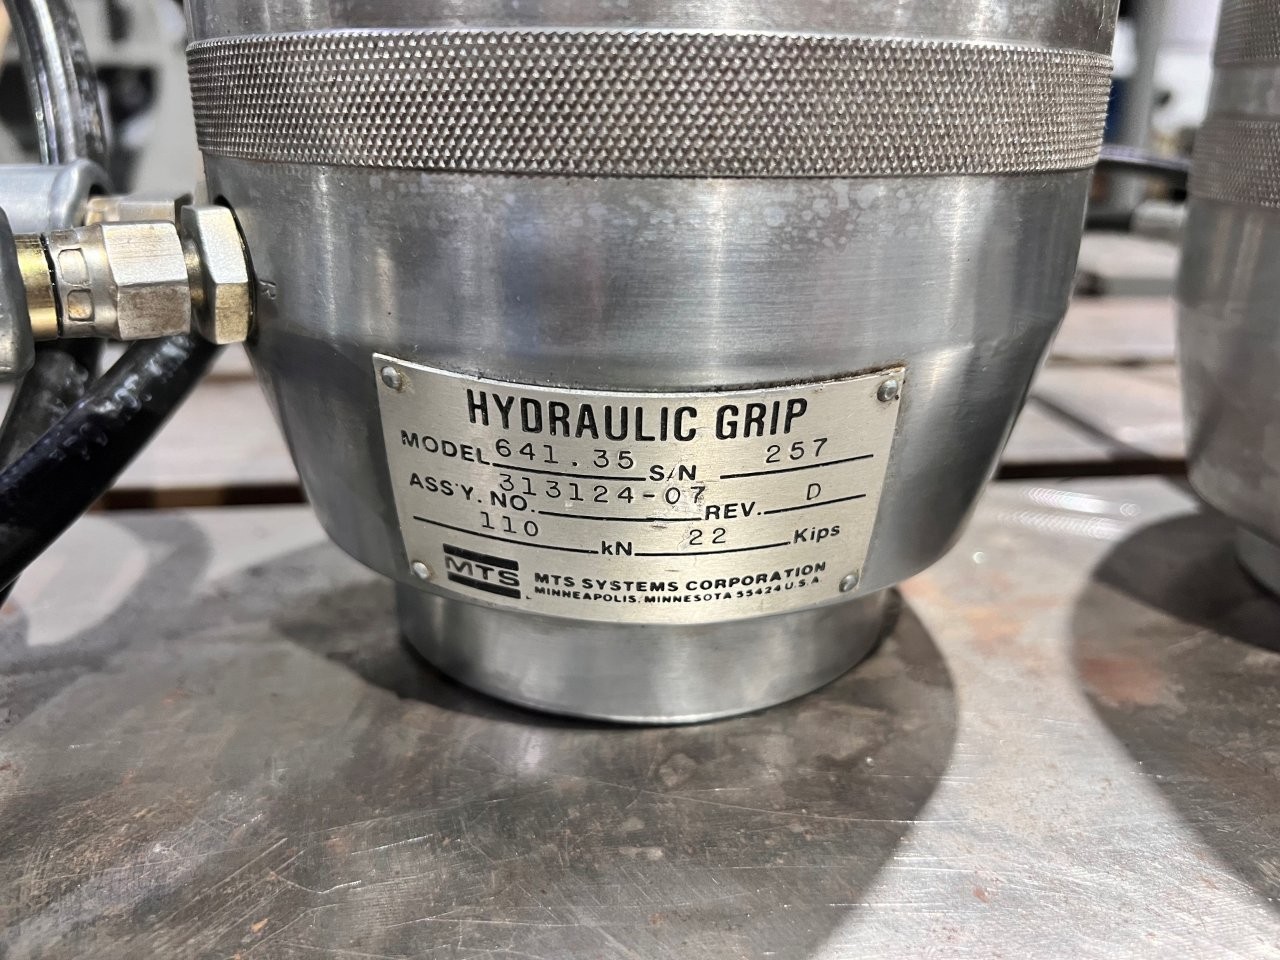 HYDRAULIC GRIP
MODEL 641.35 S/N 257
ASS'Y. NO. 313124-07 REV. D
110 kN 22 Kips
MTS MTS SYSTEMS CORPORATION
MINNEAPOLIS, MINNESOTA 55424 U.S.A.